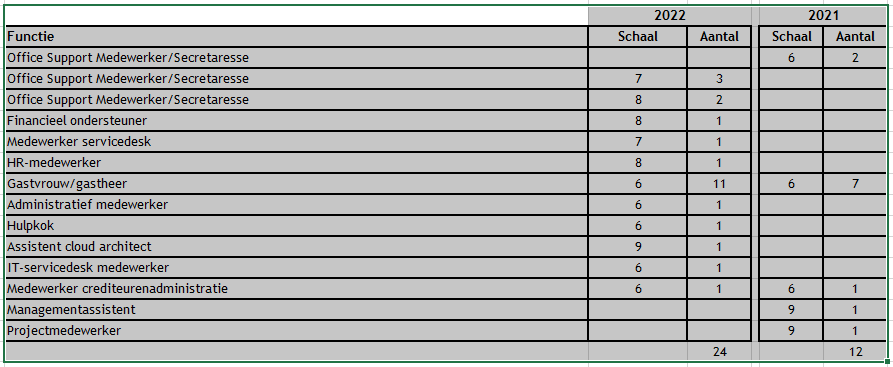 2022 2021
Functie Schaal Aantal Schaal Aantal
Office Support Medewerker/Secretaresse 6 2
Office Support Medewerker/Secretaresse 7 3
Office Support Medewerker/Secretaresse 8 2
Financieel ondersteuner 8 1
Medewerker servicedesk 7 1
HR-medewerker 8 1
Gastvrouw/gastheer 6 11 6 7
Administratief medewerker 6 1
Hulpkok 6 1
Assistent cloud architect 9 1
IT-servicedesk medewerker 6 1
Medewerker crediteurenadministratie 6 1 6 1
Managementassistent 9 1
Projectmedewerker 9 1
24 12